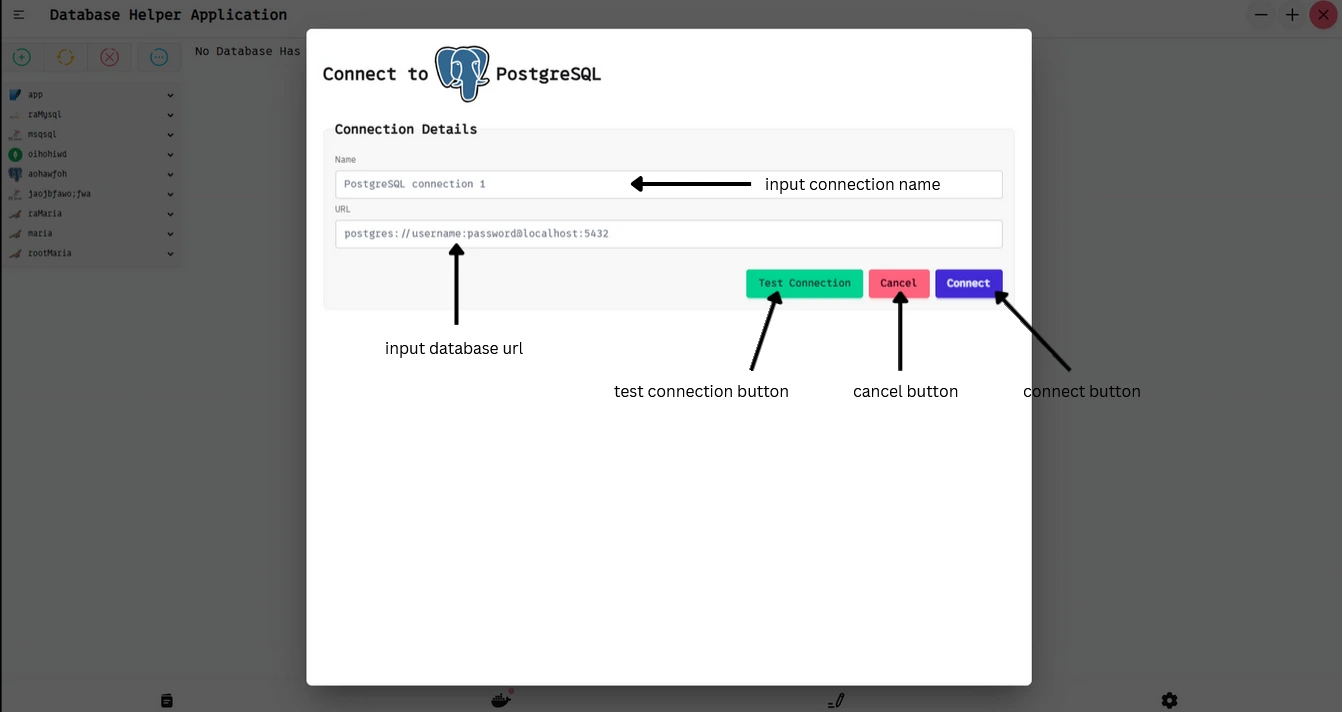 Database Helper Application
No Database Has
app
raMysql
msqsql
oihohiwd
aohawfoh
jaojbfawo;fwa
raMaria
maria
rootMaria
Connect to PostgreSQL
Connection Details
Name
PostgreSQL connection 1
input connection name
URL
postgres://username:password@localhost:5432
Test Connection
Cancel
Connect
input database url
test connection button
cancel button
connect button